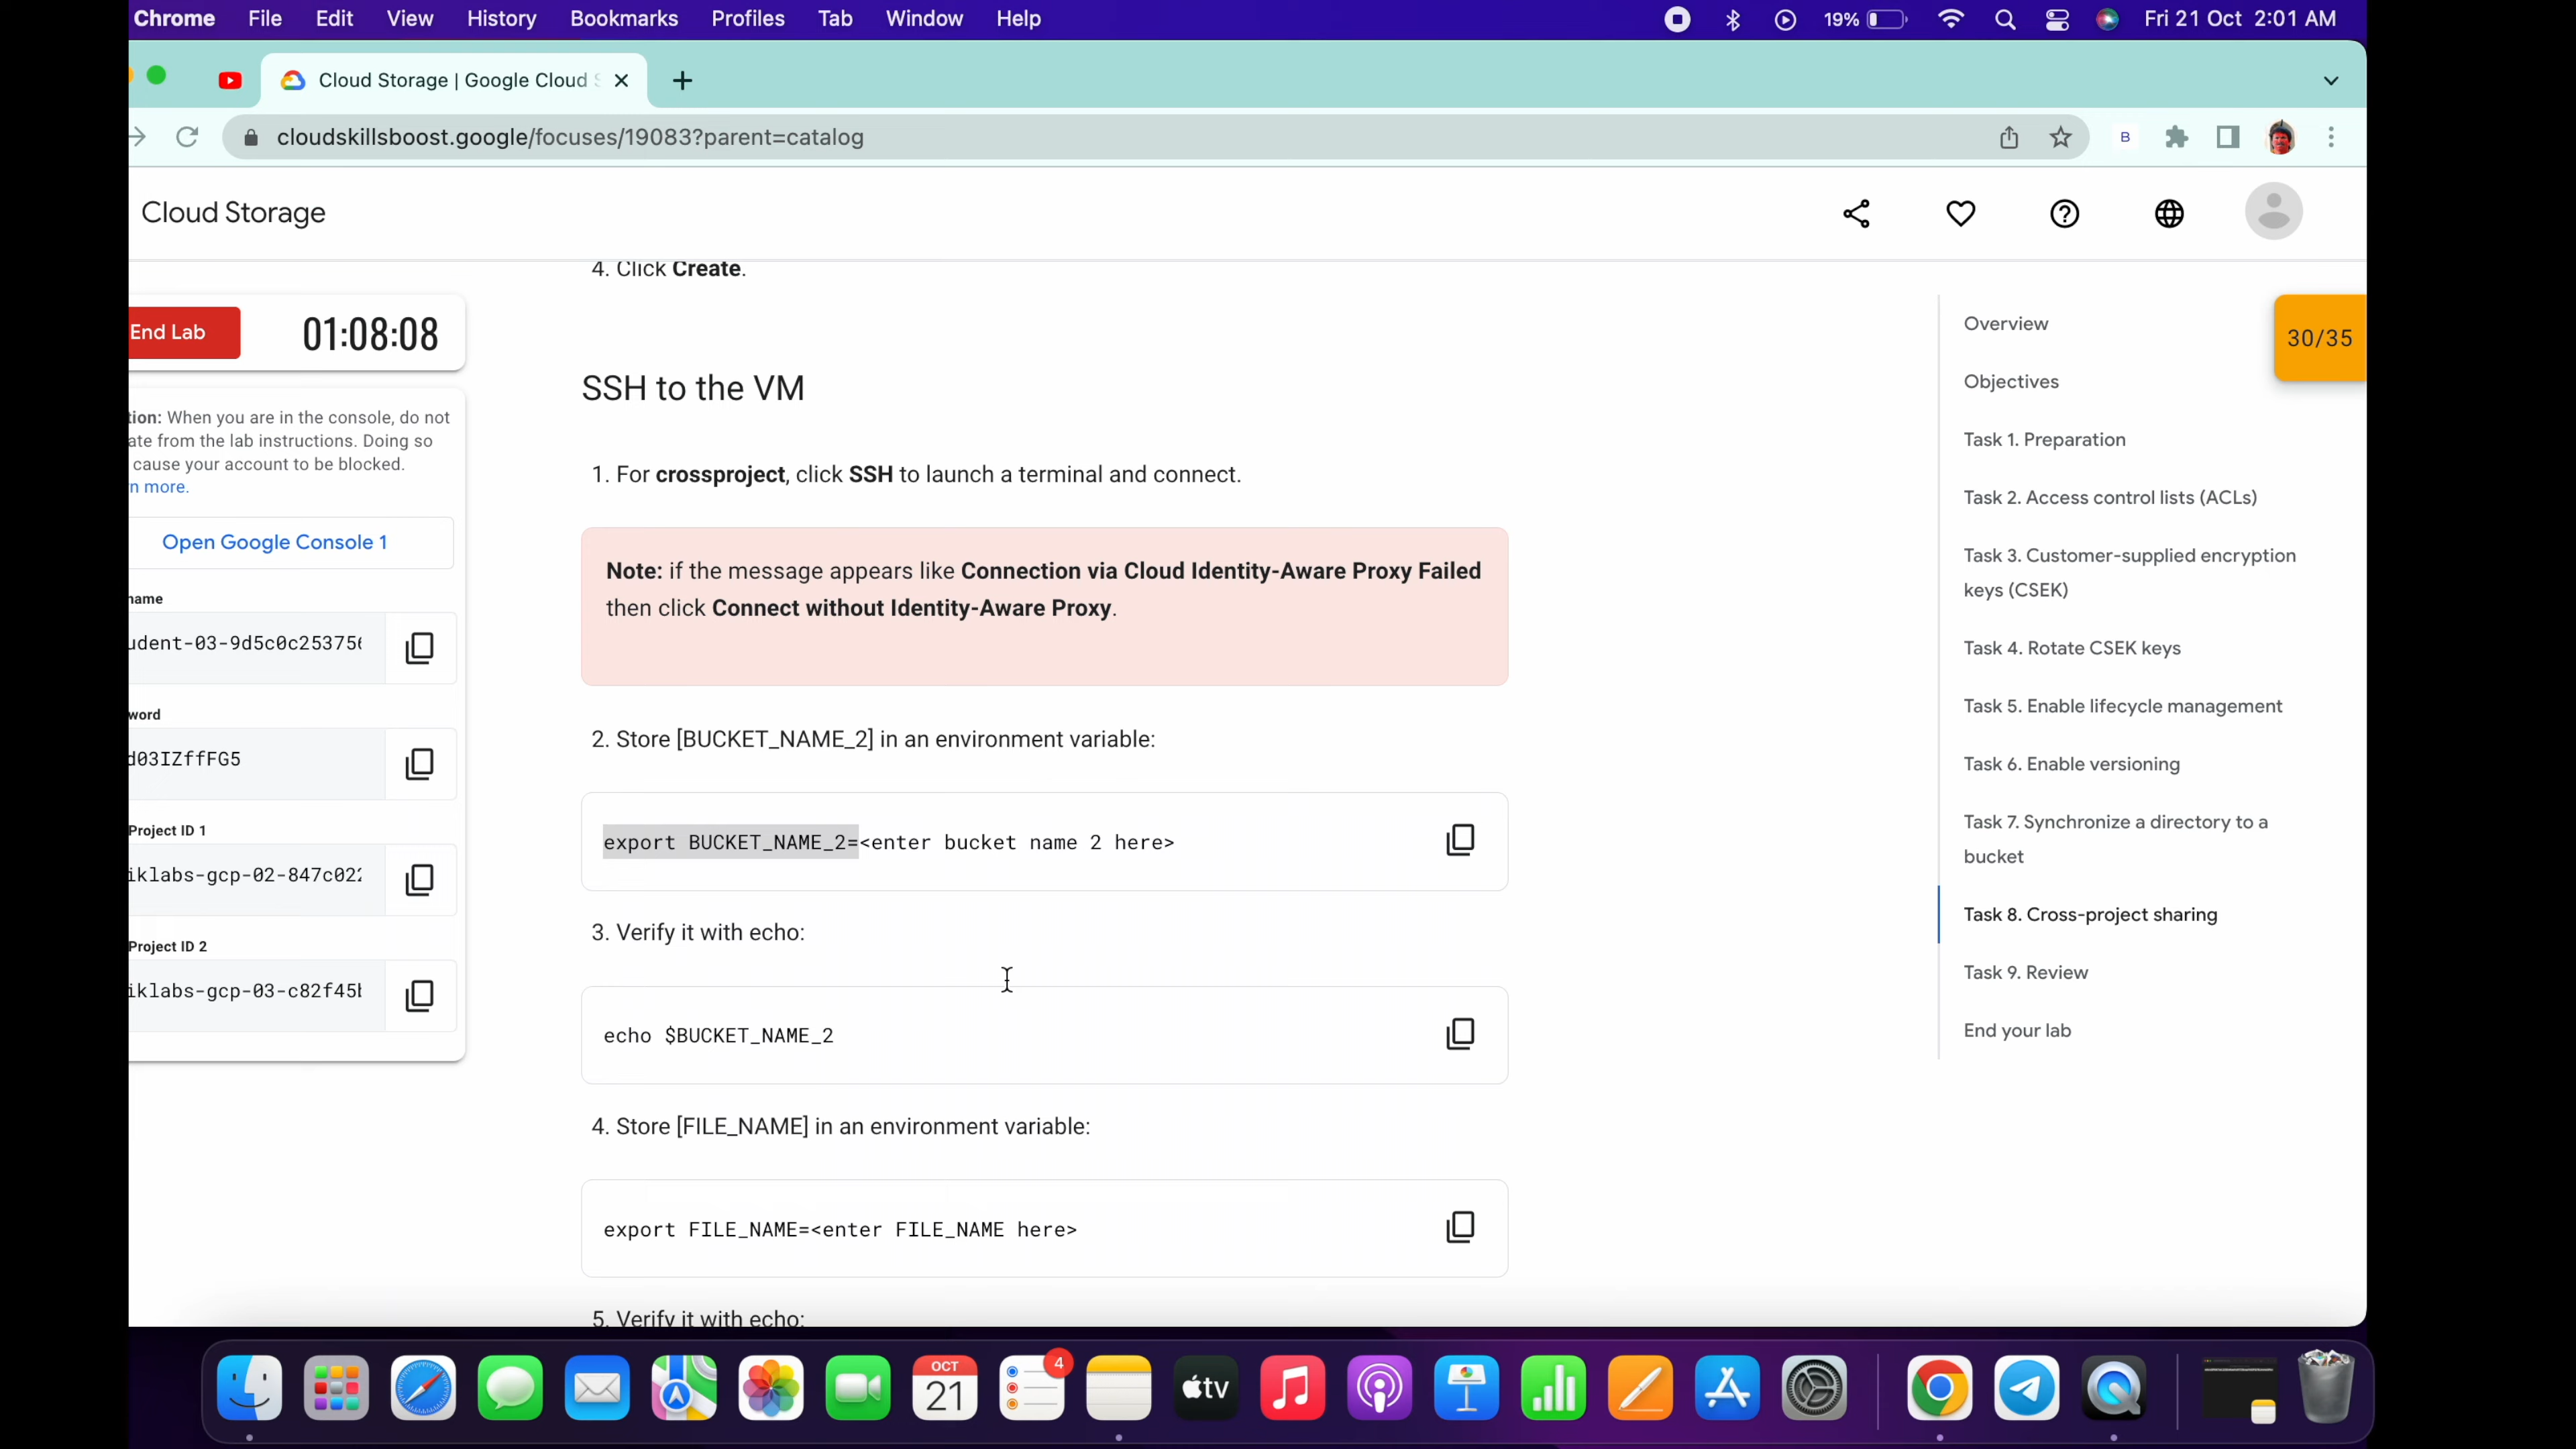 Chrome File Edit View History Bookmarks Profiles Tab Window Help 19% Fri 21 Oct 2:01 AM
Cloud Storage | Google Cloud S
cloudskillsboost.google/focuses/19083?parent=catalog
B
Cloud Storage
4. Click Create.
End Lab 01:08:08
30/35
tion: When you are in the console, do not
ate from the lab instructions. Doing so
cause your account to be blocked.
n more.
Open Google Console 1
name
udent-03-9d5c0c25375
word
d03IZffFG5
Project ID 1
iklabs-gcp-02-847c022
Project ID 2
iklabs-gcp-03-c82f45
SSH to the VM
1. For crossproject, click SSH to launch a terminal and connect.
Note: if the message appears like Connection via Cloud Identity-Aware Proxy Failed
then click Connect without Identity-Aware Proxy.
2. Store [BUCKET_NAME_2] in an environment variable:
export BUCKET_NAME_2=<enter bucket name 2 here>
3. Verify it with echo:
echo $BUCKET_NAME_2
4. Store [FILE_NAME] in an environment variable:
export FILE_NAME=<enter FILE_NAME here>
5. Verify it with echo:
Overview
Objectives
Task 1. Preparation
Task 2. Access control lists (ACLs)
Task 3. Customer-supplied encryption
keys (CSEK)
Task 4. Rotate CSEK keys
Task 5. Enable lifecycle management
Task 6. Enable versioning
Task 7. Synchronize a directory to a
bucket
Task 8. Cross-project sharing
Task 9. Review
End your lab
OCT
21
4
tv